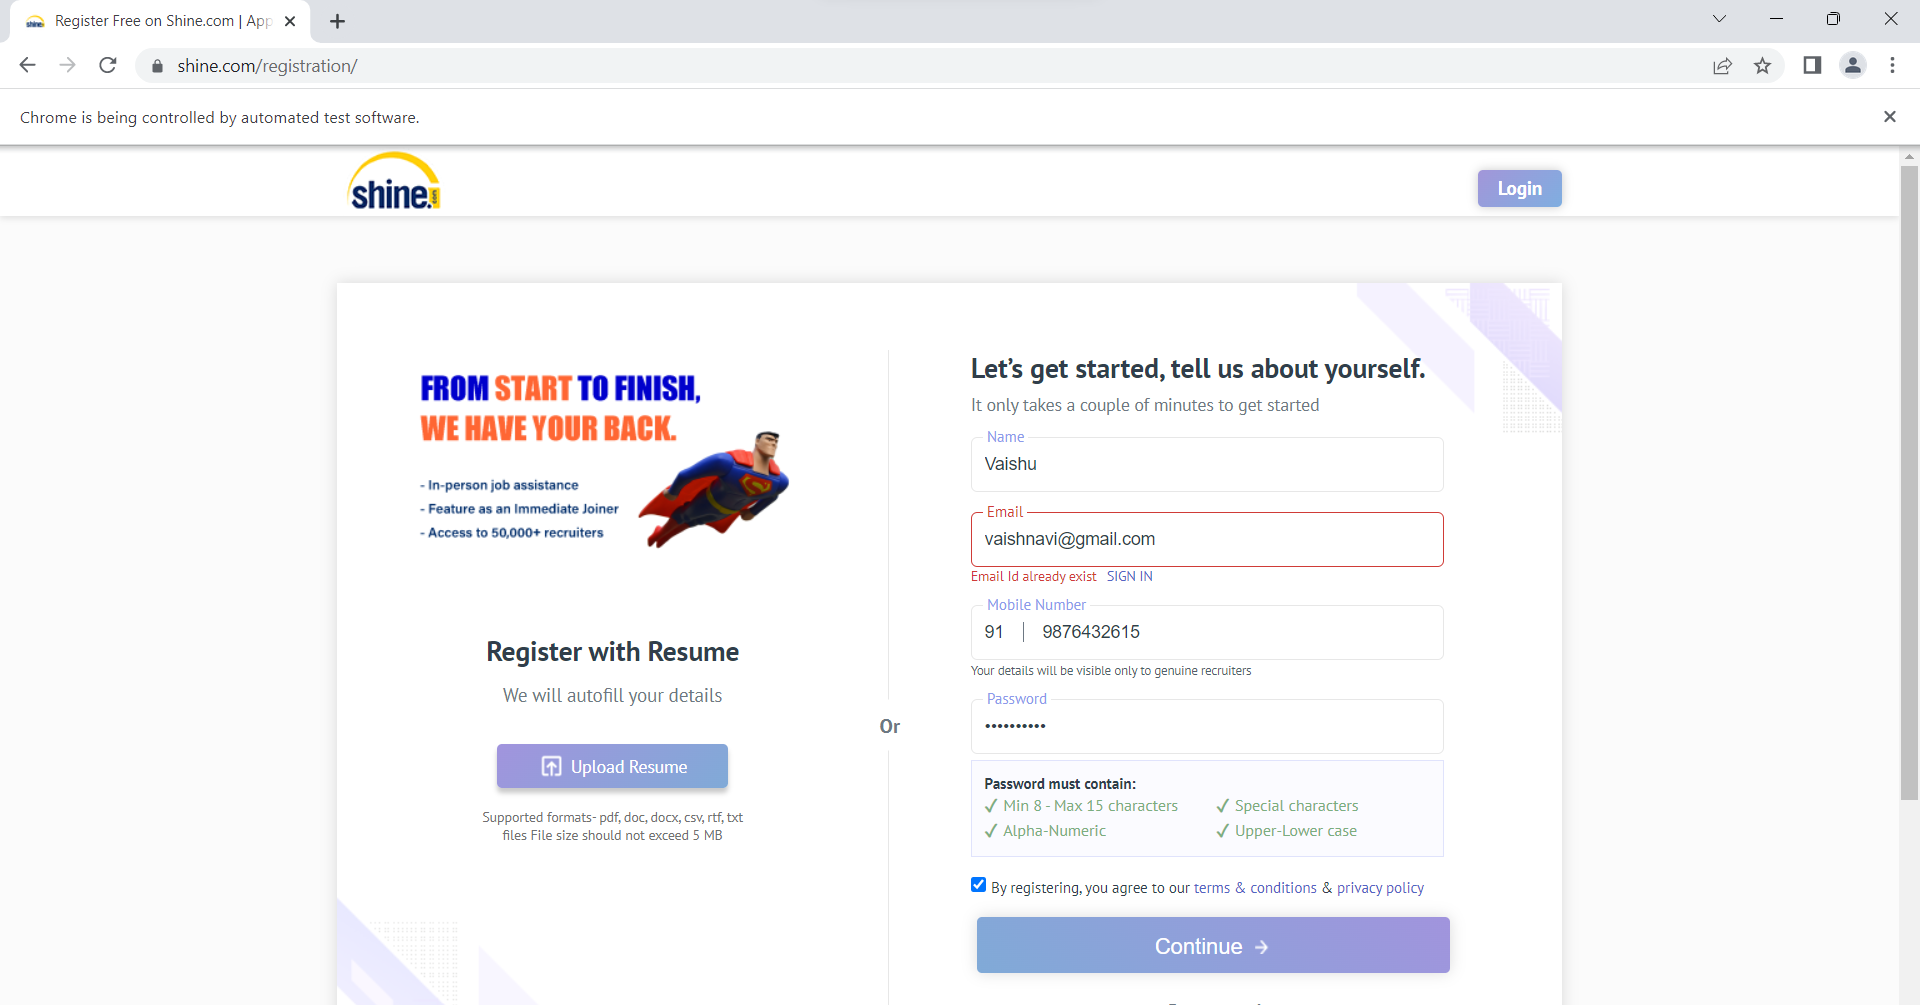 shine. Register Free on Shine.com | App
shine.com/registration/
Chrome is being controlled by automated test software.
shine.com
Login
FROM START TO FINISH,
WE HAVE YOUR BACK.
- In-person job assistance
- Feature as an Immediate Joiner
- Access to 50,000+ recruiters
Register with Resume
We will autofill your details
Upload Resume
Supported formats- pdf, doc, docx, csv, rtf, txt
files File size should not exceed 5 MB
Or
Let’s get started, tell us about yourself.
It only takes a couple of minutes to get started
Name
Vaishu
Email
vaishnavi@gmail.com
Email Id already exist SIGN IN
Mobile Number
91 9876432615
Your details will be visible only to genuine recruiters
Password
••••••••••
Password must contain:
✓ Min 8 - Max 15 characters ✓ Special characters
✓ Alpha-Numeric ✓ Upper-Lower case
By registering, you agree to our terms & conditions & privacy policy
Continue →